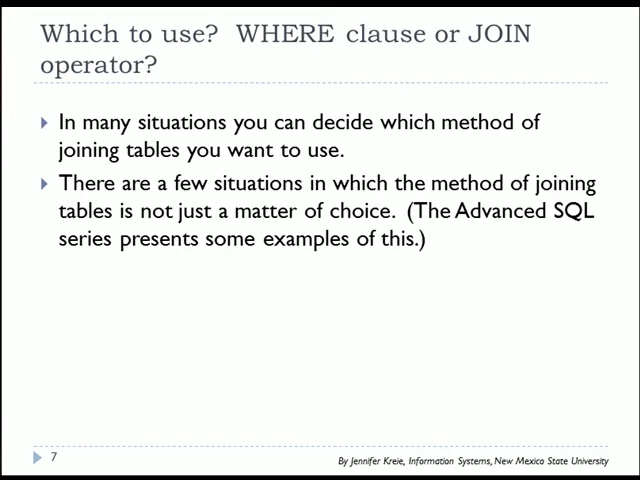 Which to use?  WHERE clause or JOIN
operator?
In many situations you can decide which method of
joining tables you want to use.
There are a few situations in which the method of joining
tables is not just a matter of choice.  (The Advanced SQL
series presents some examples of this.)
7
By Jennifer Kreie, Information Systems, New Mexico State University